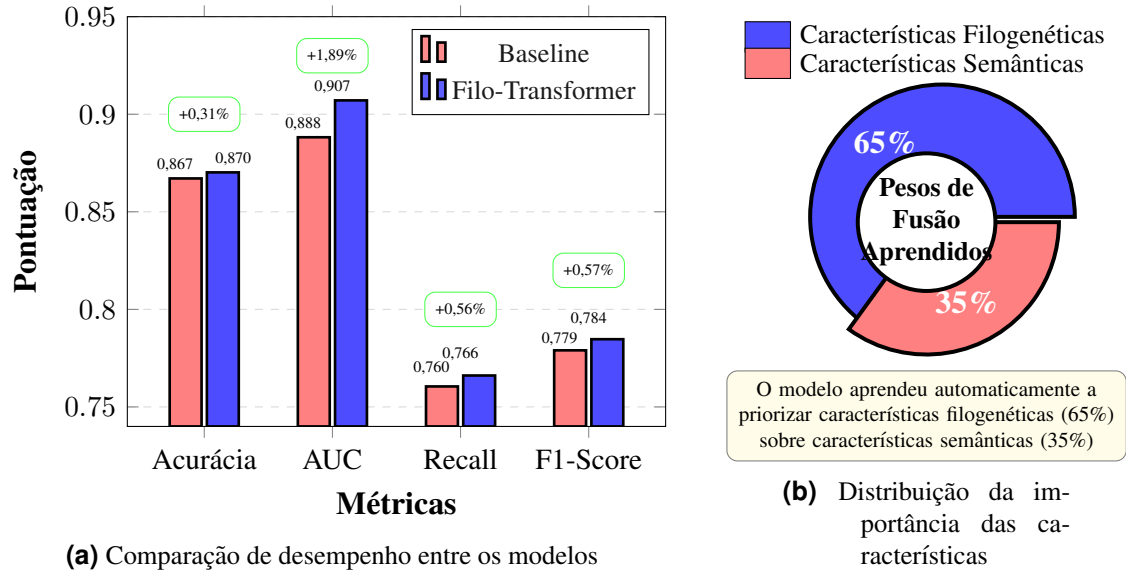 0.95
0.9
0.85
0.8
0.75
Pontuação
Baseline
Filo-Transformer
+0,31%
+1,89%
+0,56%
+0,57%
0,867
0,870
0,888
0,907
0,760
0,766
0,779
0,784
Acurácia
AUC
Recall
F1-Score
Métricas
(a) Comparação de desempenho entre os modelos
Características Filogenéticas
Características Semânticas
65%
Pesos de
Fusão
Aprendidos
35%
O modelo aprendeu automaticamente a
priorizar características filogenéticas (65%)
sobre características semânticas (35%)
(b) Distribuição da im-
portância das ca-
racterísticas